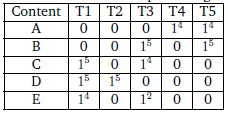 Content T1 T2 T3 T4 T5
A 0 0 0 1⁴ 1⁴
B 0 0 1⁵ 0 1⁵
C 1⁵ 0 1⁴ 0 0
D 1⁵ 1⁵ 0 0 0
E 1⁴ 0 1² 0 0